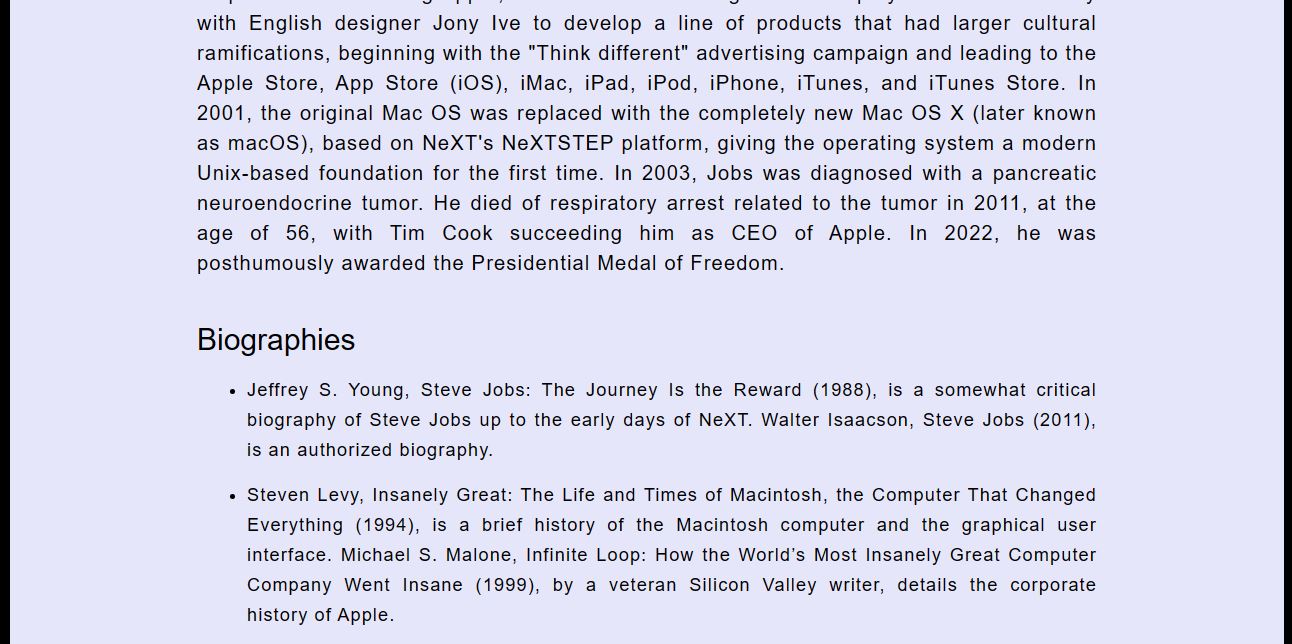 with English designer Jony Ive to develop a line of products that had larger cultural
ramifications, beginning with the "Think different" advertising campaign and leading to the
Apple Store, App Store (iOS), iMac, iPad, iPod, iPhone, iTunes, and iTunes Store. In
2001, the original Mac OS was replaced with the completely new Mac OS X (later known
as macOS), based on NeXT's NeXTSTEP platform, giving the operating system a modern
Unix-based foundation for the first time. In 2003, Jobs was diagnosed with a pancreatic
neuroendocrine tumor. He died of respiratory arrest related to the tumor in 2011, at the
age of 56, with Tim Cook succeeding him as CEO of Apple. In 2022, he was
posthumously awarded the Presidential Medal of Freedom.
Biographies
• Jeffrey S. Young, Steve Jobs: The Journey Is the Reward (1988), is a somewhat critical
biography of Steve Jobs up to the early days of NeXT. Walter Isaacson, Steve Jobs (2011),
is an authorized biography.
• Steven Levy, Insanely Great: The Life and Times of Macintosh, the Computer That Changed
Everything (1994), is a brief history of the Macintosh computer and the graphical user
interface. Michael S. Malone, Infinite Loop: How the World’s Most Insanely Great Computer
Company Went Insane (1999), by a veteran Silicon Valley writer, details the corporate
history of Apple.